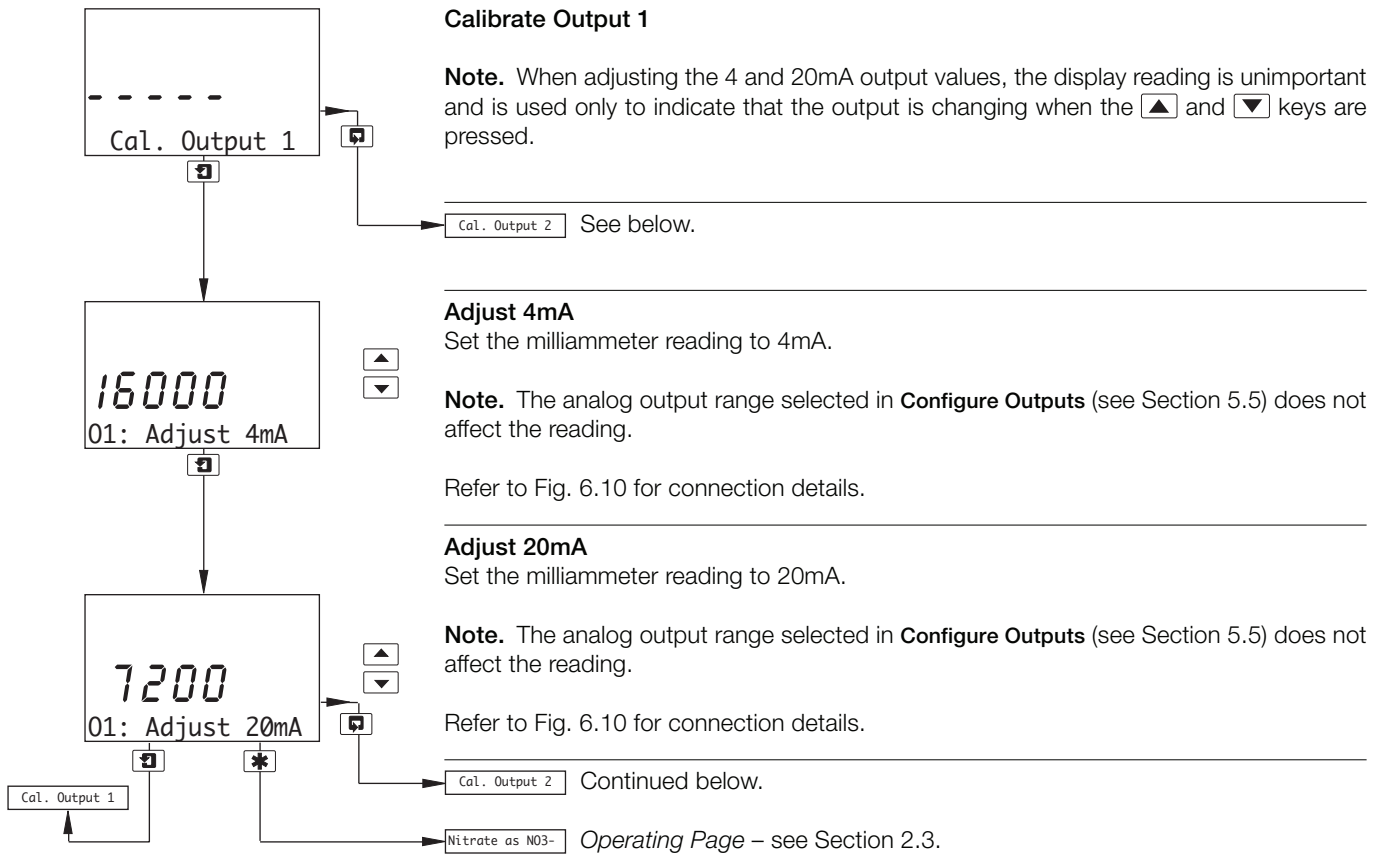 Calibrate Output 1
Note. When adjusting the 4 and 20mA output values, the display reading is unimportant
and is used only to indicate that the output is changing when the ▲ and ▼ keys are
pressed.
- - - - -
Cal. Output 1
Cal. Output 2 See below.
Adjust 4mA
Set the milliammeter reading to 4mA.
Note. The analog output range selected in Configure Outputs (see Section 5.5) does not
affect the reading.
Refer to Fig. 6.10 for connection details.
16000
O1: Adjust 4mA
Adjust 20mA
Set the milliammeter reading to 20mA.
Note. The analog output range selected in Configure Outputs (see Section 5.5) does not
affect the reading.
Refer to Fig. 6.10 for connection details.
7200
O1: Adjust 20mA
Cal. Output 2 Continued below.
Cal. Output 1
Nitrate as NO3- Operating Page – see Section 2.3.